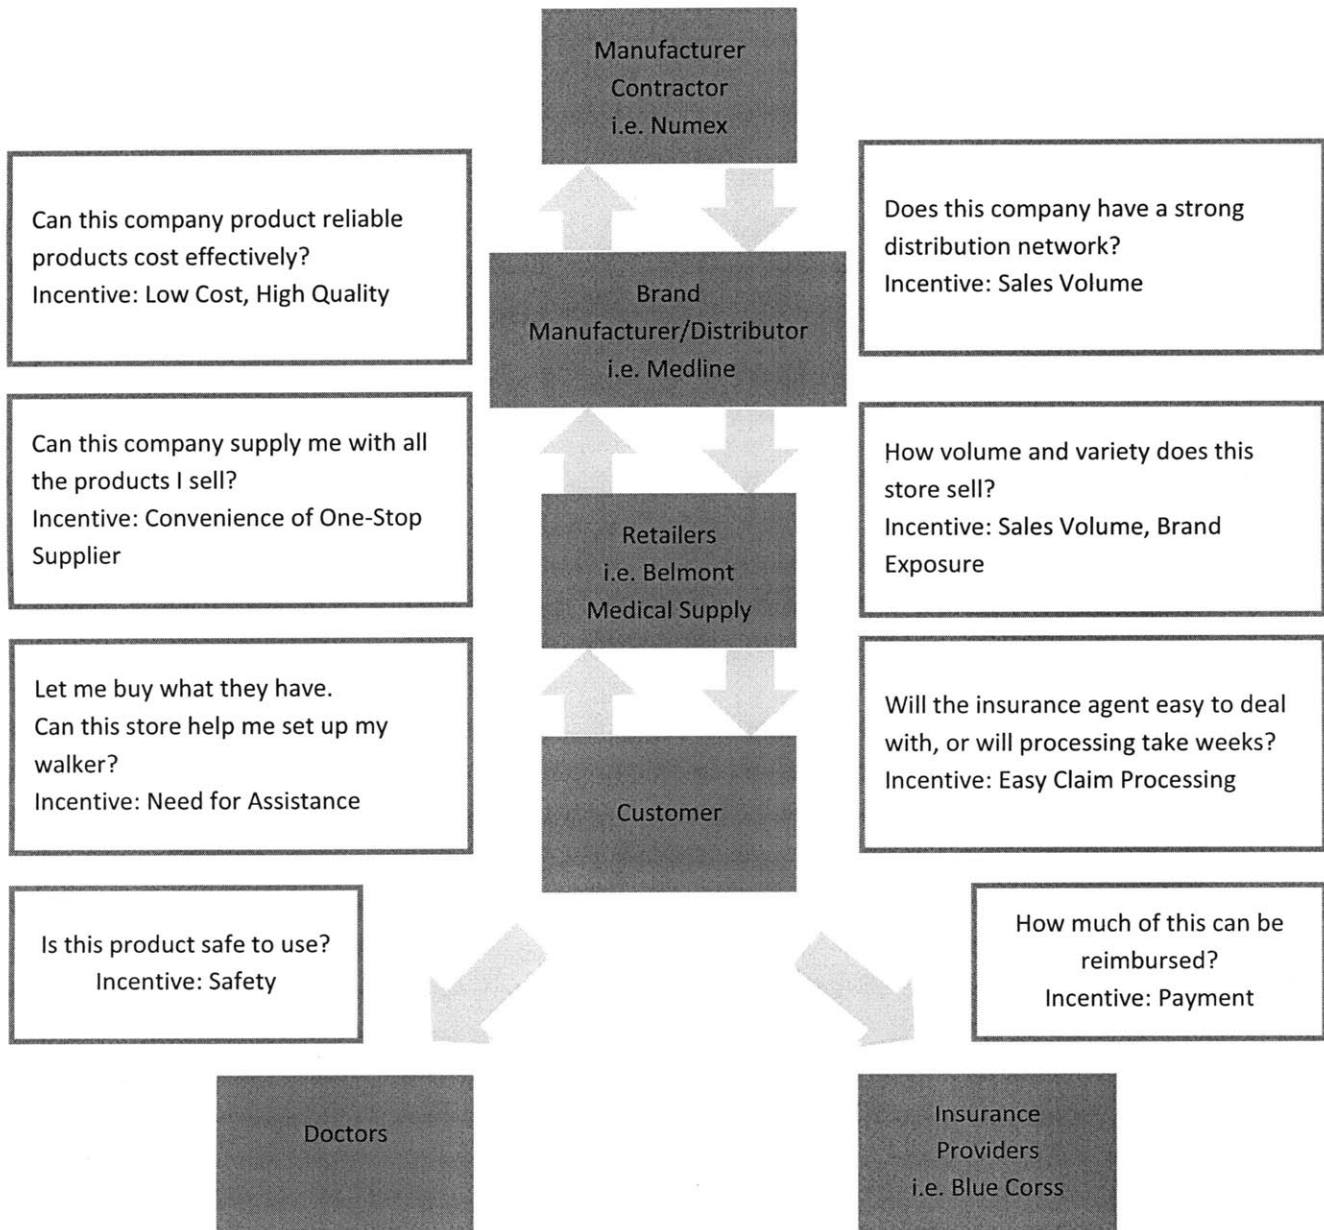 Manufacturer
Contractor
i.e. Numex
Can this company product reliable
products cost effectively?
Incentive: Low Cost, High Quality
Does this company have a strong
distribution network?
Incentive: Sales Volume
Brand
Manufacturer/Distributor
i.e. Medline
Can this company supply me with all
the products I sell?
Incentive: Convenience of One-Stop
Supplier
How volume and variety does this
store sell?
Incentive: Sales Volume, Brand
Exposure
Retailers
i.e. Belmont
Medical Supply
Let me buy what they have.
Can this store help me set up my
walker?
Incentive: Need for Assistance
Will the insurance agent easy to deal
with, or will processing take weeks?
Incentive: Easy Claim Processing
Customer
Is this product safe to use?
Incentive: Safety
How much of this can be
reimbursed?
Incentive: Payment
Doctors
Insurance
Providers
i.e. Blue Corss